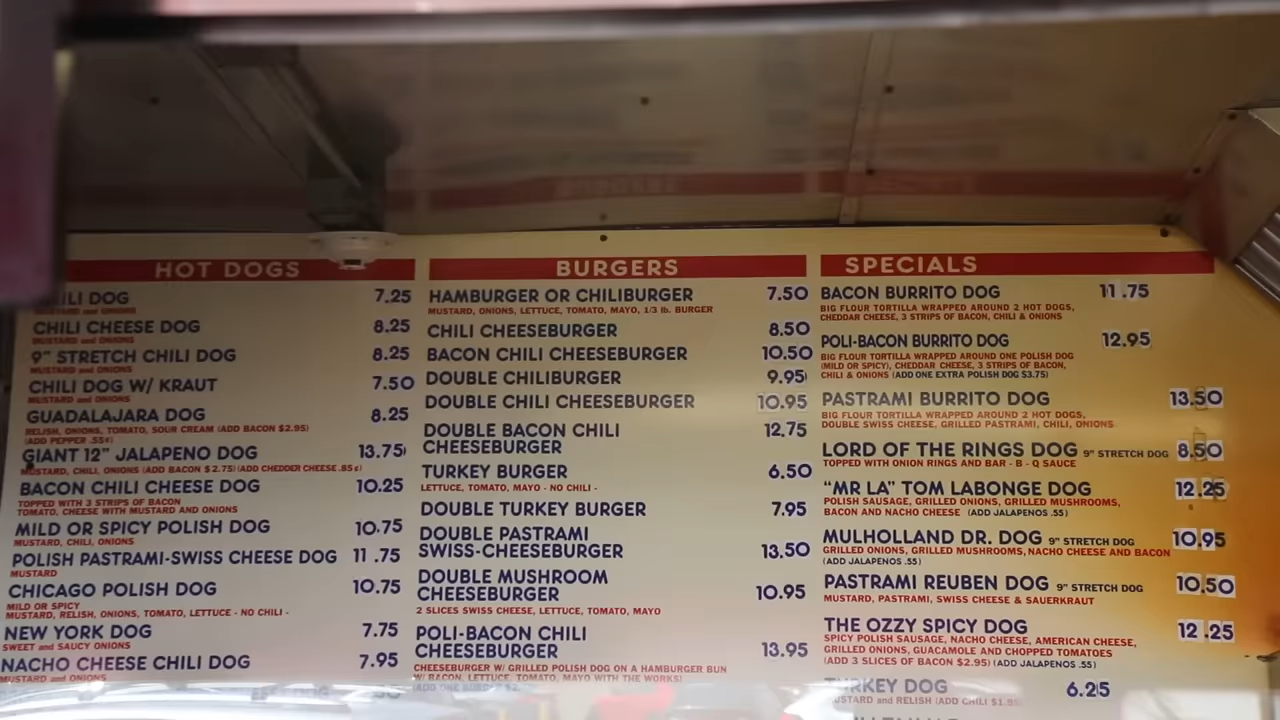 HOT DOGS
ILI DOG 7.25
MUSTARD and ONIONS
CHILI CHEESE DOG 8.25
MUSTARD and ONIONS
9" STRETCH CHILI DOG 8.25
MUSTARD and ONIONS
CHILI DOG W/ KRAUT 7.50
MUSTARD and ONIONS
GUADALAJARA DOG 8.25
RELISH, ONIONS, TOMATO, SOUR CREAM (ADD BACON $2.95)
(ADD PEPPER .55¢)
GIANT 12" JALAPENO DOG 13.75
MUSTARD, CHILI, ONIONS (ADD BACON $2.75) (ADD CHEDDER CHEESE .85¢)
BACON CHILI CHEESE DOG 10.25
TOPPED WITH 3 STRIPS OF BACON
TOMATO, CHEESE WITH MUSTARD AND ONIONS
MILD OR SPICY POLISH DOG 10.75
MUSTARD, CHILI, ONIONS
POLISH PASTRAMI-SWISS CHEESE DOG 11.75
MUSTARD
CHICAGO POLISH DOG 10.75
MILD OR SPICY
MUSTARD, RELISH, ONIONS, TOMATO, LETTUCE - NO CHILI -
NEW YORK DOG 7.75
SWEET and SAUCY ONIONS
NACHO CHEESE CHILI DOG 7.95
MUSTARD and ONIONS
BURGERS
HAMBURGER OR CHILIBURGER 7.50
MUSTARD, ONIONS, LETTUCE, TOMATO, MAYO, 1/3 lb. BURGER
CHILI CHEESEBURGER 8.50
BACON CHILI CHEESEBURGER 10.50
DOUBLE CHILIBURGER 9.95
DOUBLE CHILI CHEESEBURGER 10.95
DOUBLE BACON CHILI 12.75
CHEESEBURGER
TURKEY BURGER 6.50
LETTUCE, TOMATO, MAYO - NO CHILI -
DOUBLE TURKEY BURGER 7.95
DOUBLE PASTRAMI
SWISS-CHEESEBURGER 13.50
DOUBLE MUSHROOM
CHEESEBURGER 10.95
2 SLICES SWISS CHEESE, LETTUCE, TOMATO, MAYO
POLI-BACON CHILI
CHEESEBURGER 13.95
CHEESEBURGER W/ GRILLED POLISH DOG ON A HAMBURGER BUN
W/ BACON, LETTUCE, TOMATO, MAYO WITH THE WORKS!
SPECIALS
BACON BURRITO DOG 11.75
BIG FLOUR TORTILLA WRAPPED AROUND 2 HOT DOGS,
CHEDDAR CHEESE, 3 STRIPS OF BACON, CHILI & ONIONS
POLI-BACON BURRITO DOG 12.95
BIG FLOUR TORTILLA WRAPPED AROUND ONE POLISH DOG
(MILD OR SPICY), CHEDDAR CHEESE, 3 STRIPS OF BACON,
CHILI & ONIONS (ADD ONE EXTRA POLISH DOG $3.75)
PASTRAMI BURRITO DOG 13.50
BIG FLOUR TORTILLA WRAPPED AROUND 2 HOT DOGS,
DOUBLE SWISS CHEESE, GRILLED PASTRAMI, CHILI, ONIONS
LORD OF THE RINGS DOG 9" STRETCH DOG 8.50
TOPPED WITH ONION RINGS AND BAR - B - Q SAUCE
"MR LA" TOM LABONGE DOG 12.25
POLISH SAUSAGE, GRILLED ONIONS, GRILLED MUSHROOMS,
BACON AND NACHO CHEESE (ADD JALAPENOS .55)
MULHOLLAND DR. DOG 9" STRETCH DOG 10.95
GRILLED ONIONS, GRILLED MUSHROOMS, NACHO CHEESE AND BACON
(ADD JALAPENOS .55)
PASTRAMI REUBEN DOG 9" STRETCH DOG 10.50
MUSTARD, PASTRAMI, SWISS CHEESE & SAUERKRAUT
THE OZZY SPICY DOG 12.25
SPICY POLISH SAUSAGE, NACHO CHEESE, AMERICAN CHEESE,
GRILLED ONIONS, GUACAMOLE AND CHOPPED TOMATOES
(ADD 3 SLICES OF BACON $2.95) (ADD JALAPENOS .55)
TURKEY DOG 6.25
MUSTARD and RELISH (ADD CHILI